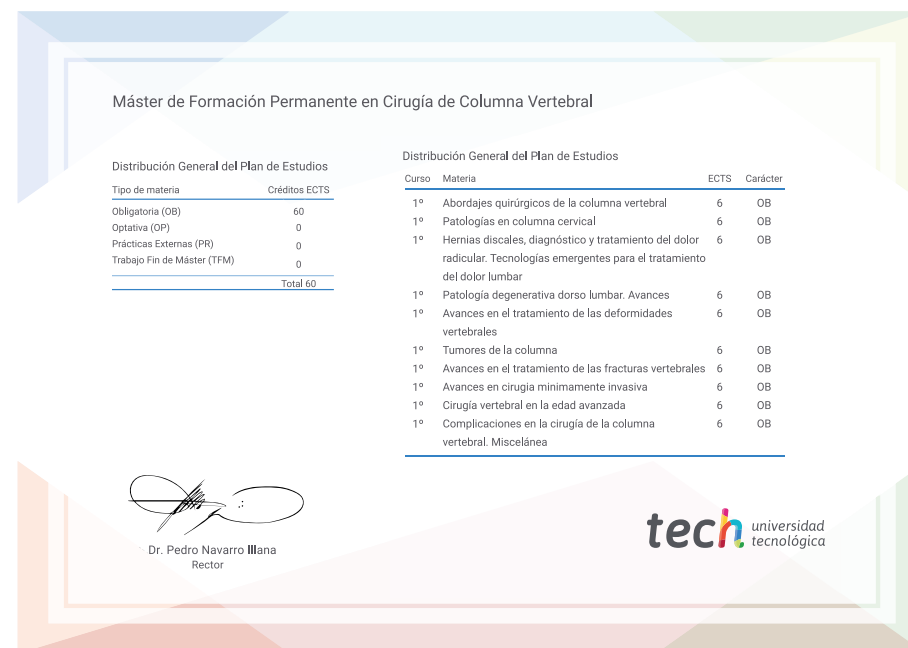 Máster de Formación Permanente en Cirugía de Columna Vertebral
Distribución General del Plan de Estudios
Tipo de materia Créditos ECTS
Obligatoria (OB) 60
Optativa (OP) 0
Prácticas Externas (PR) 0
Trabajo Fin de Máster (TFM) 0
Total 60
Distribución General del Plan de Estudios
Curso Materia ECTS Carácter
1º Abordajes quirúrgicos de la columna vertebral 6 OB
1º Patologías en columna cervical 6 OB
1º Hernias discales, diagnóstico y tratamiento del dolor 6 OB
radicular. Tecnologías emergentes para el tratamiento
del dolor lumbar
1º Patología degenerativa dorso lumbar. Avances 6 OB
1º Avances en el tratamiento de las deformidades 6 OB
vertebrales
1º Tumores de la columna 6 OB
1º Avances en el tratamiento de las fracturas vertebrales 6 OB
1º Avances en cirugia minimamente invasiva 6 OB
1º Cirugía vertebral en la edad avanzada 6 OB
1º Complicaciones en la cirugía de la columna 6 OB
vertebral. Miscelánea
Dr. Pedro Navarro Illana
Rector
tech universidad
tecnológica